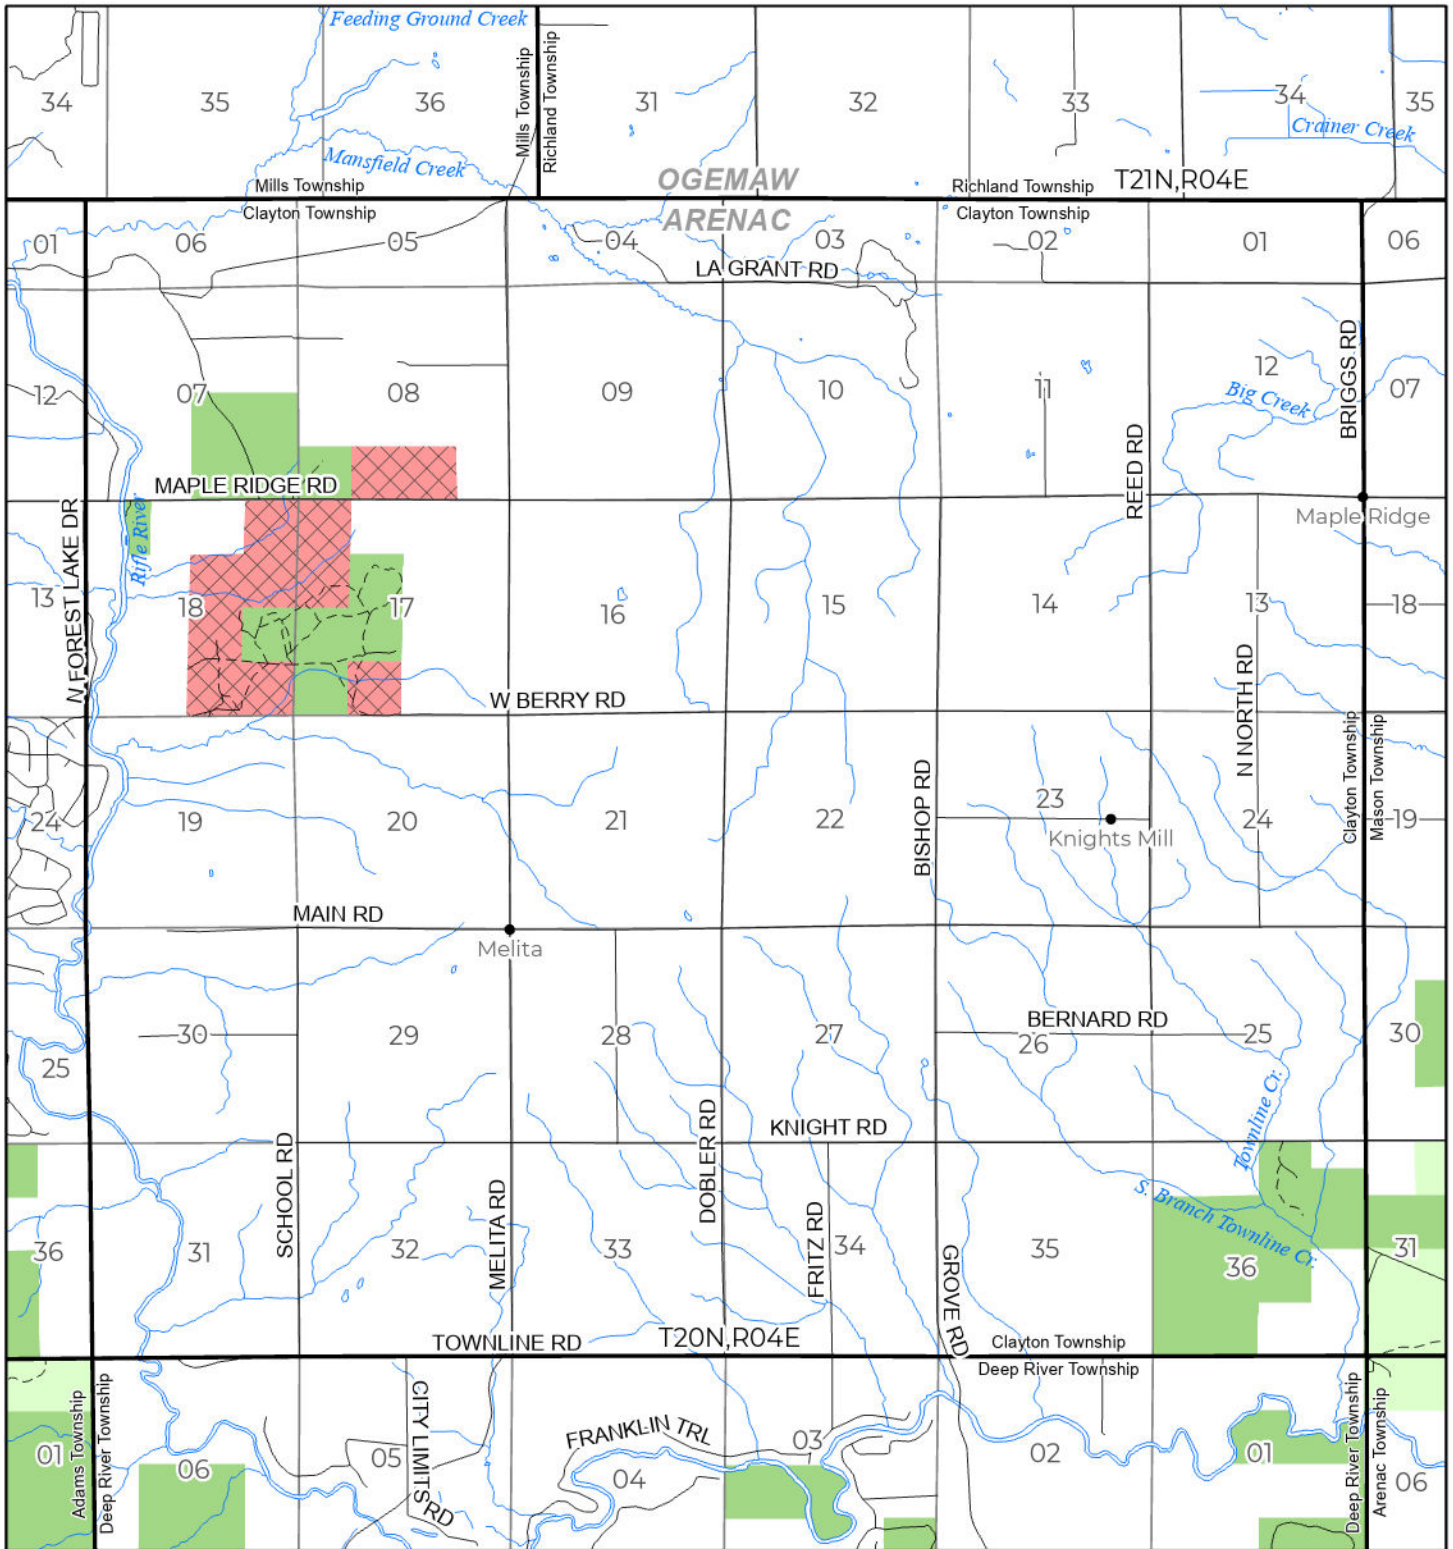 Feeding Ground Creek
34
35
36
Mills Township
Richland Township
31
32
33
34
35
Crainer Creek
Mansfield Creek
Mills Township
OGEMAW
Richland Township
T21N,R04E
Clayton Township
ARENAC
Clayton Township
01
06
05
04
03
02
01
06
LA GRANT RD
12
07
08
09
10
11
12
07
Big Creek
BRIGGS RD
REED RD
MAPLE RIDGE RD
Maple Ridge
N FOREST LAKE DR
Rifle River
13
18
17
16
15
14
13
18
W BERRY RD
N NORTH RD
Clayton Township
Mason Township
BISHOP RD
24
19
20
21
22
23
24
19
Knights Mill
MAIN RD
Melita
25
30
29
28
27
26
BERNARD RD
25
30
Townline Cr.
KNIGHT RD
SCHOOL RD
MELITA RD
DOBLER RD
FRITZ RD
GROVE RD
S. Branch Townline Cr.
36
31
32
33
34
35
36
31
TOWNLINE RD
T20N,R04E
Clayton Township
Deep River Township
Adams Township
Deep River Township
CITY LIMITS RD
FRANKLIN TRL
Deep River Township
Arenac Township
01
06
05
04
03
02
01
06